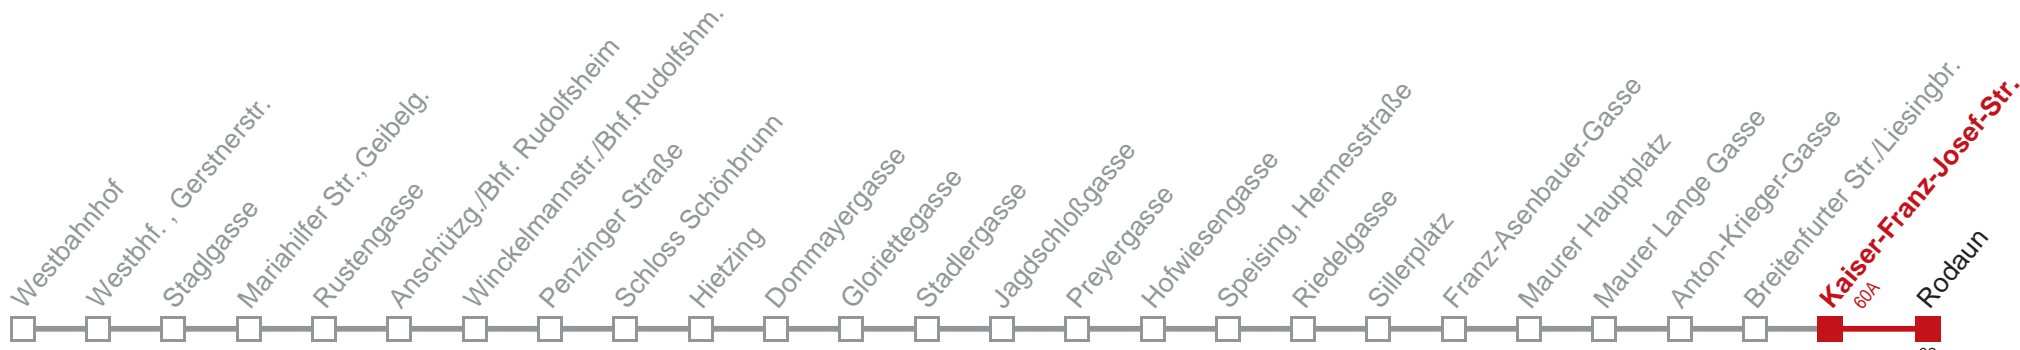 Westbahnhof
Westbhf. , Gerstnerstr.
Staglgasse
Mariahilfer Str.,Geibelg.
Rustengasse
Anschützg./Bhf. Rudolfsheim
Winckelmannstr./Bhf.Rudolfshm.
Penzinger Straße
Schloss Schönbrunn
Hietzing
Dommayergasse
Gloriettegasse
Stadlergasse
Jagdschloßgasse
Preyergasse
Hofwiesengasse
Speising, Hermesstraße
Riedelgasse
Sillerplatz
Franz-Asenbauer-Gasse
Maurer Hauptplatz
Maurer Lange Gasse
Anton-Krieger-Gasse
Breitenfurter Str./Liesingbr.
Kaiser-Franz-Josef-Str.
60A
Rodaun